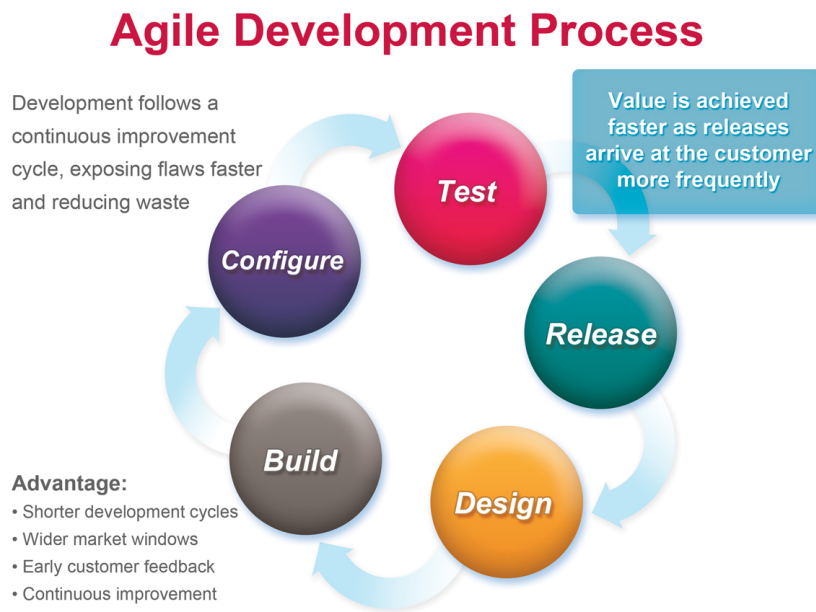 Agile Development Process
Development follows a
continuous improvement
cycle, exposing flaws faster
and reducing waste
Value is achieved
faster as releases
arrive at the customer
more frequently
Test
Configure
Release
Build
Design
Advantage:
• Shorter development cycles
• Wider market windows
• Early customer feedback
• Continuous improvement